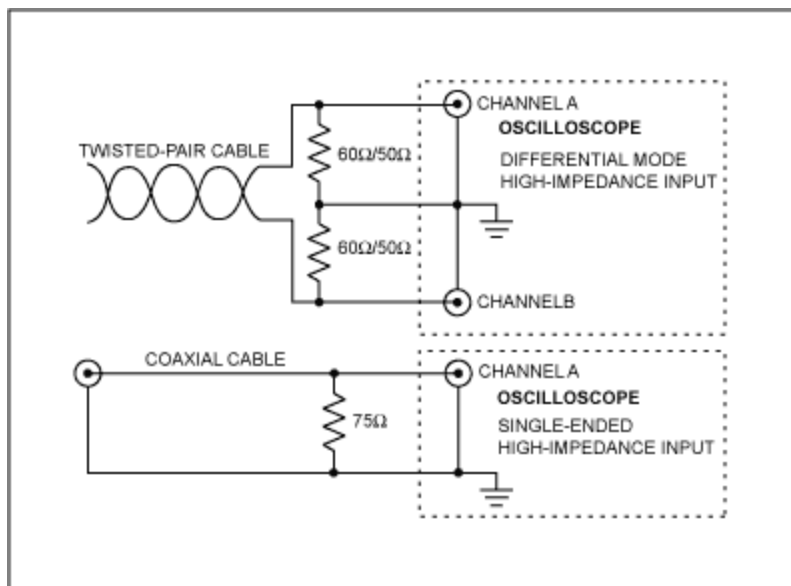 CHANNEL A
OSCILLOSCOPE
TWISTED-PAIR CABLE
60Ω/50Ω
DIFFERENTIAL MODE
HIGH-IMPEDANCE INPUT
60Ω/50Ω
CHANNELB
COAXIAL CABLE
CHANNEL A
OSCILLOSCOPE
75Ω
SINGLE-ENDED
HIGH-IMPEDANCE INPUT